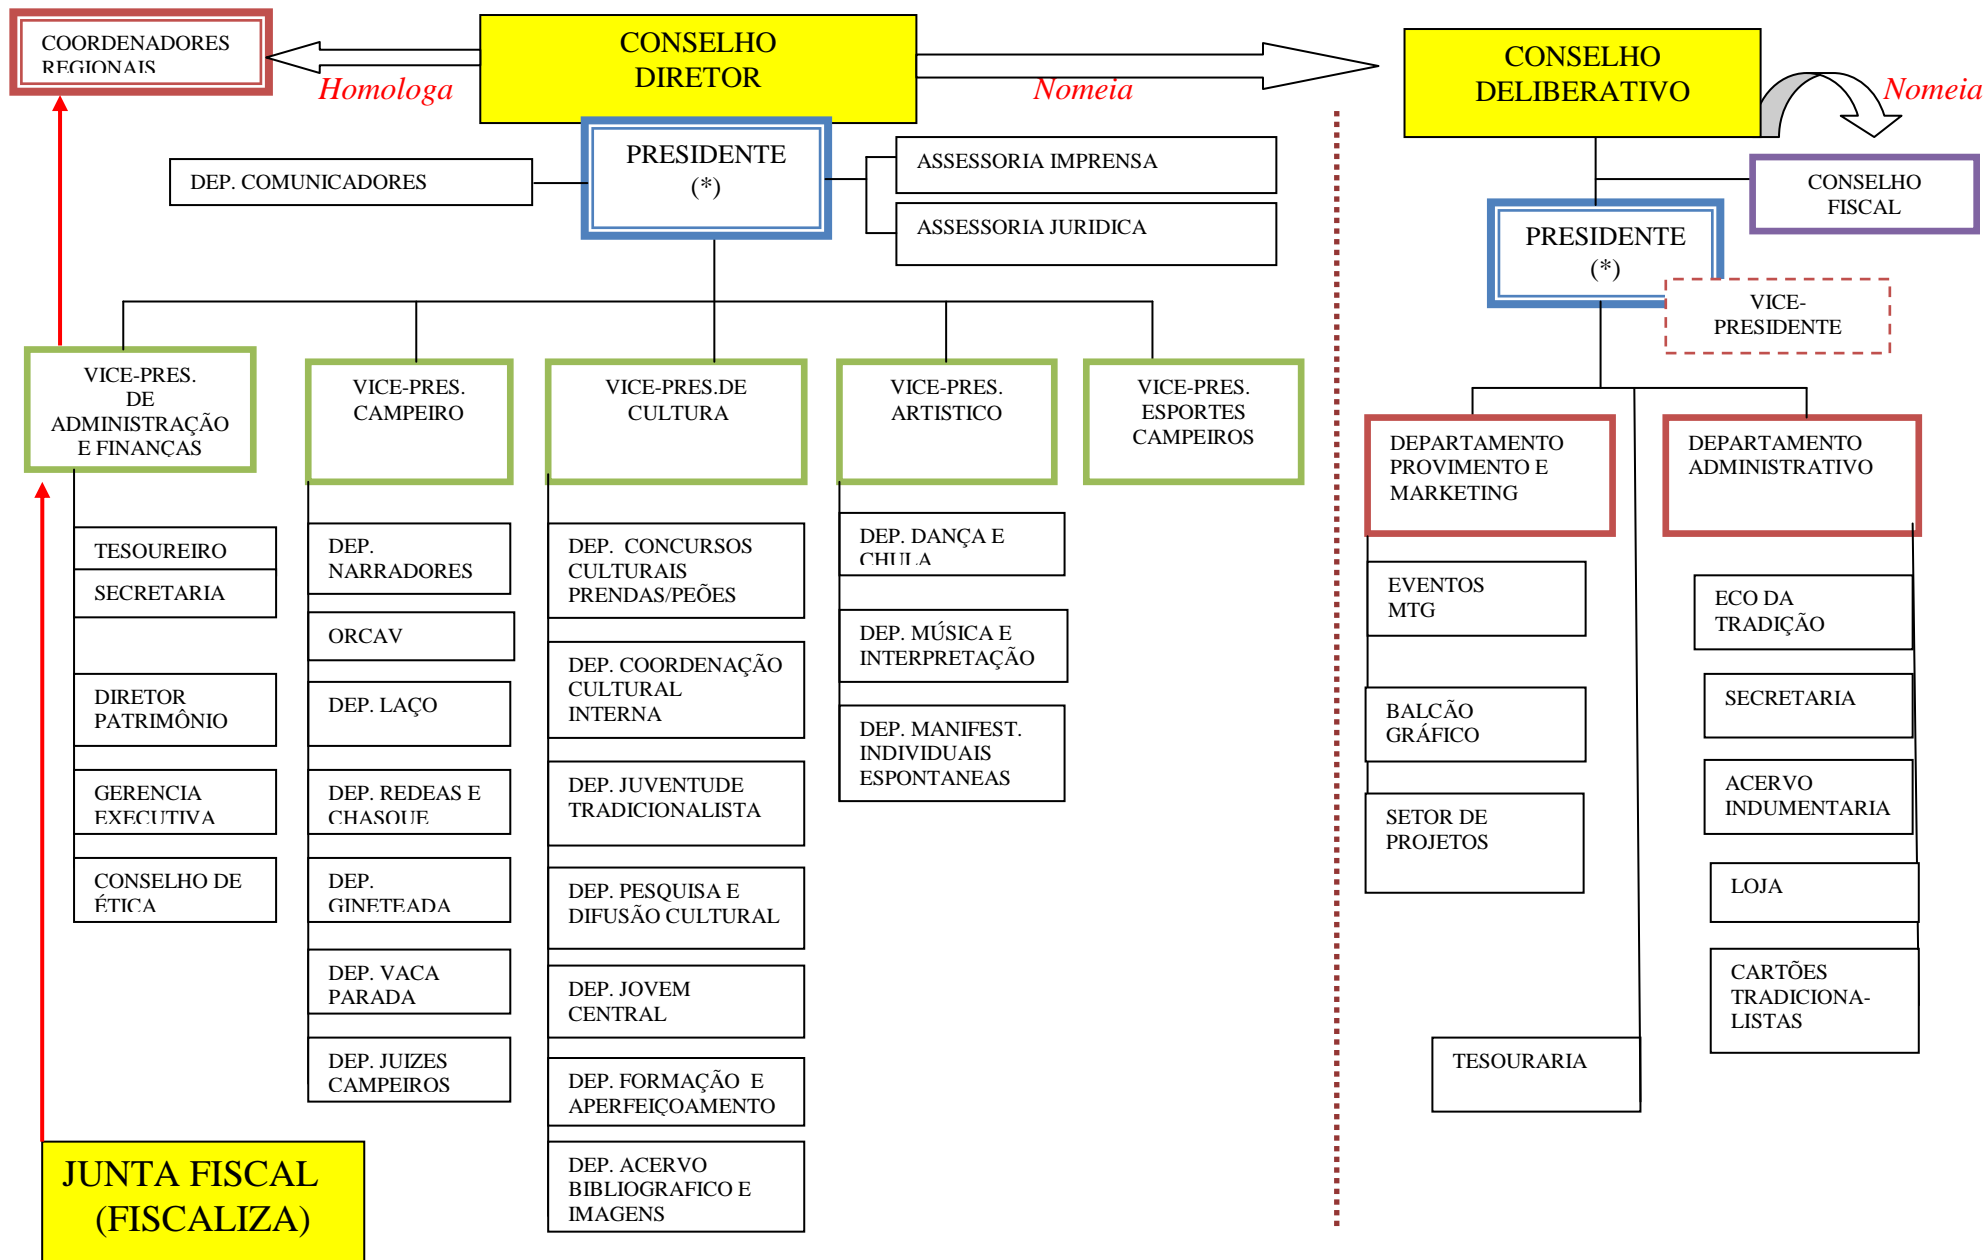 COORDENADORES
REGIONAIS
Homologa
CONSELHO
DIRETOR
Nomeia
CONSELHO
DELIBERATIVO
Nomeia
DEP. COMUNICADORES
PRESIDENTE
(*)
ASSESSORIA IMPRENSA
ASSESSORIA JURIDICA
CONSELHO
FISCAL
PRESIDENTE
(*)
VICE-
PRESIDENTE
VICE-PRES.
DE
ADMINISTRAÇÃO
E FINANÇAS
VICE-PRES.
CAMPEIRO
VICE-PRES.DE
CULTURA
VICE-PRES.
ARTISTICO
VICE-PRES.
ESPORTES
CAMPEIROS
DEPARTAMENTO
PROVIMENTO E
MARKETING
DEPARTAMENTO
ADMINISTRATIVO
TESOUREIRO
SECRETARIA
DIRETOR
PATRIMÔNIO
GERENCIA
EXECUTIVA
CONSELHO DE
ÉTICA
DEP.
NARRADORES
ORCAV
DEP. LAÇO
DEP. REDEAS E
CHASQUE
DEP.
GINETEADA
DEP. VACA
PARADA
DEP. JUIZES
CAMPEIROS
DEP. CONCURSOS
CULTURAIS
PRENDAS/PEÕES
DEP. COORDENAÇÃO
CULTURAL
INTERNA
DEP. JUVENTUDE
TRADICIONALISTA
DEP. PESQUISA E
DIFUSÃO CULTURAL
DEP. JOVEM
CENTRAL
DEP. FORMAÇÃO E
APERFEIÇOAMENTO
DEP. ACERVO
BIBLIOGRAFICO E
IMAGENS
DEP. DANÇA E
CHULA
DEP. MÚSICA E
INTERPRETAÇÃO
DEP. MANIFEST.
INDIVIDUAIS
ESPONTANEAS
EVENTOS
MTG
BALCÃO
GRÁFICO
SETOR DE
PROJETOS
TESOURARIA
ECO DA
TRADIÇÃO
SECRETARIA
ACERVO
INDUMENTARIA
LOJA
CARTÕES
TRADICIONA-
LISTAS
JUNTA FISCAL
(FISCALIZA)